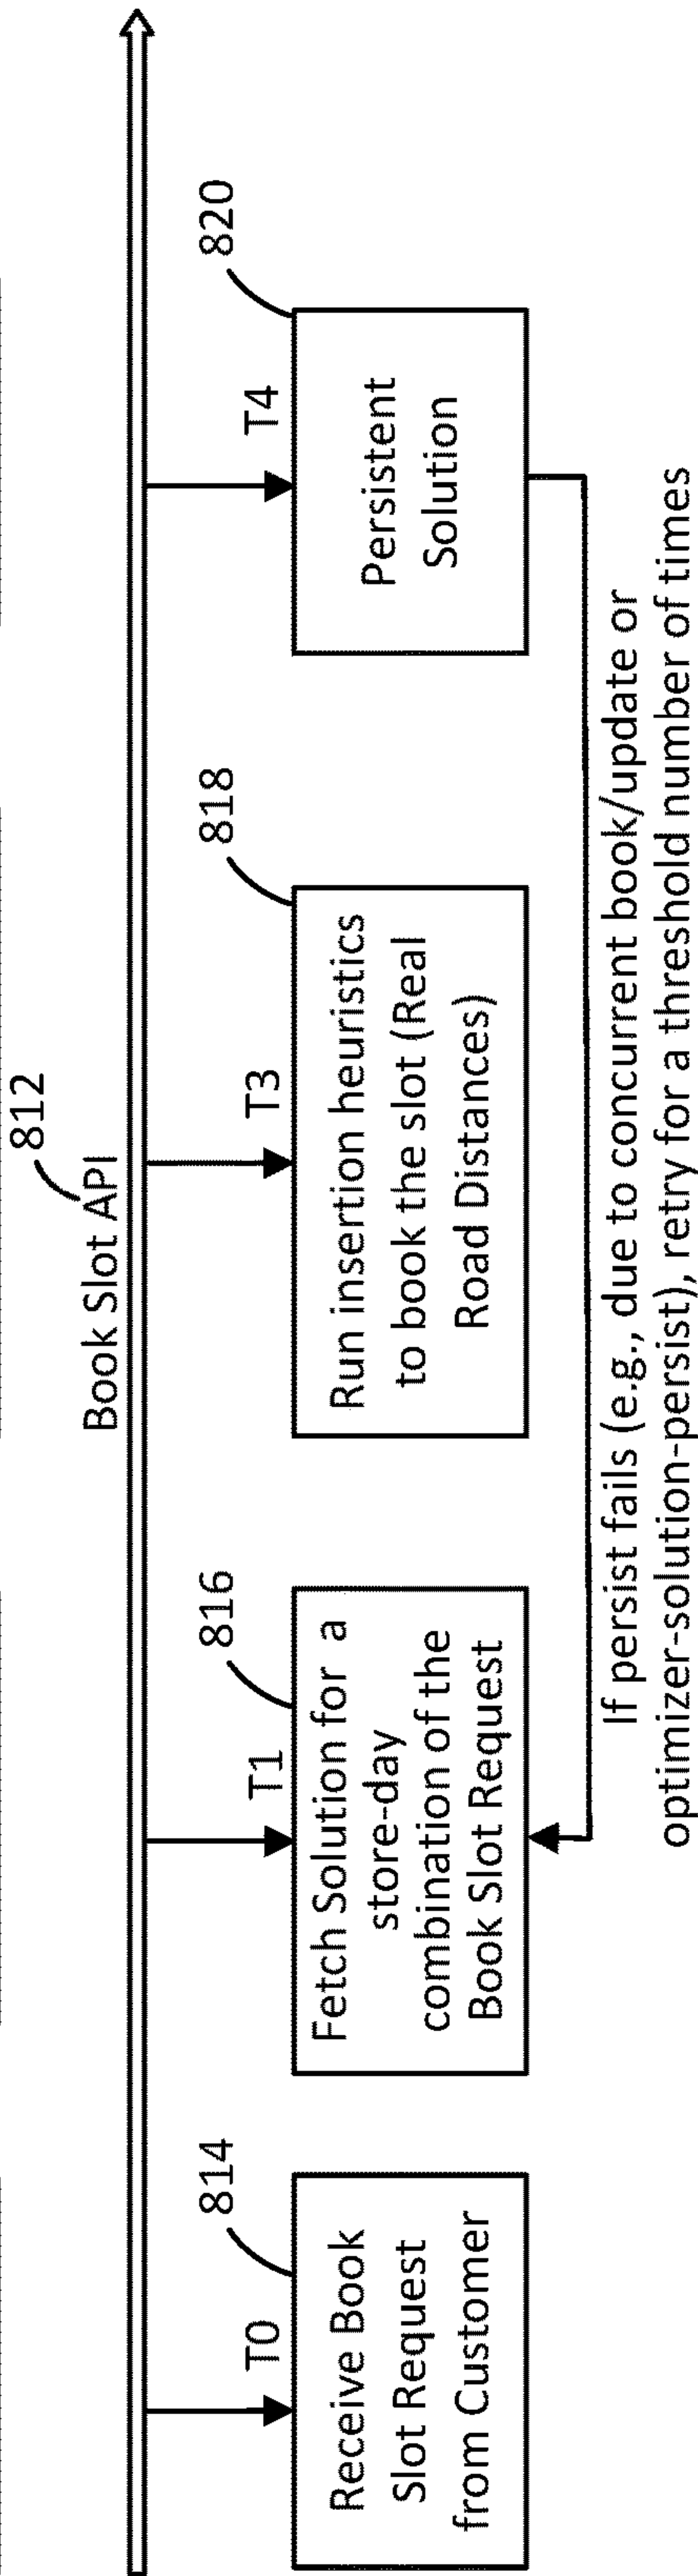 812
Book Slot API
T0
814
Receive Book
Slot Request
from Customer
T1
816
Fetch Solution for a
store-day
combination of the
Book Slot Request
T3
818
Run insertion heuristics
to book the slot (Real
Road Distances)
T4
820
Persistent
Solution
If persist fails (e.g., due to concurrent book/update or
optimizer-solution-persist), retry for a threshold number of times